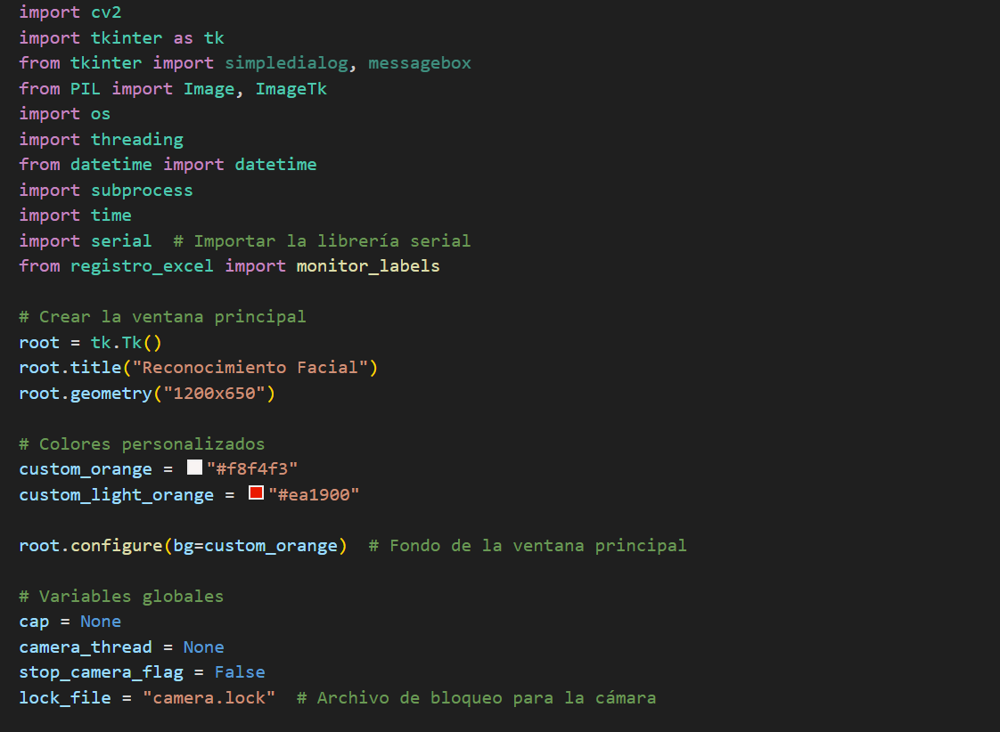 import cv2
import tkinter as tk
from tkinter import simpledialog, messagebox
from PIL import Image, ImageTk
import os
import threading
from datetime import datetime
import subprocess
import time
import serial  # Importar la librería serial
from registro_excel import monitor_labels

# Crear la ventana principal
root = tk.Tk()
root.title("Reconocimiento Facial")
root.geometry("1200x650")

# Colores personalizados
custom_orange = "#f8f4f3"
custom_light_orange = "#ea1900"

root.configure(bg=custom_orange)  # Fondo de la ventana principal

# Variables globales
cap = None
camera_thread = None
stop_camera_flag = False
lock_file = "camera.lock"  # Archivo de bloqueo para la cámara